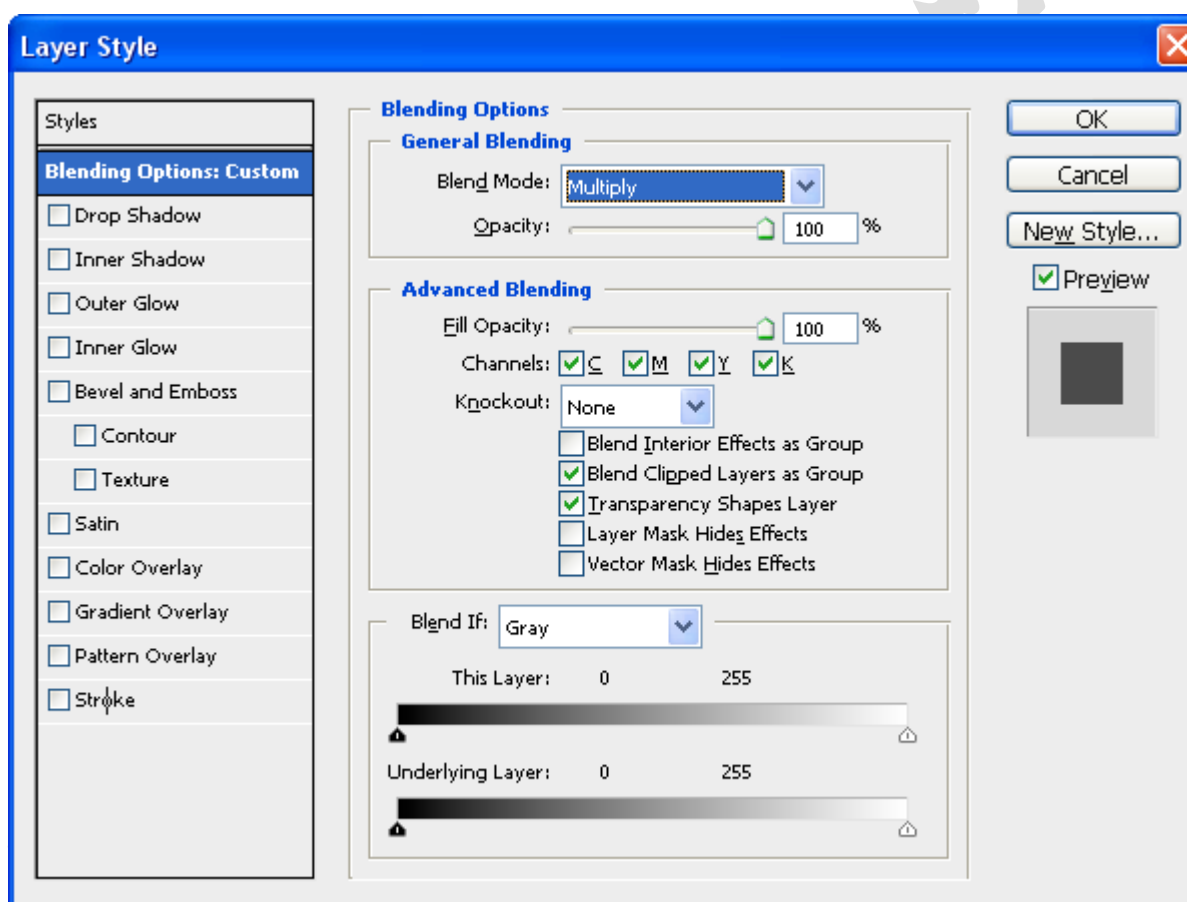 Layer Style
Styles
Blending Options: Custom
Drop Shadow
Inner Shadow
Outer Glow
Inner Glow
Bevel and Emboss
Contour
Texture
Satin
Color Overlay
Gradient Overlay
Pattern Overlay
Stroke
Blending Options
General Blending
Blend Mode: Multiply
Opacity: 100 %
Advanced Blending
Fill Opacity: 100 %
Channels: C M Y K
Knockout: None
Blend Interior Effects as Group
Blend Clipped Layers as Group
Transparency Shapes Layer
Layer Mask Hides Effects
Vector Mask Hides Effects
Blend If: Gray
This Layer: 0 255
Underlying Layer: 0 255
OK
Cancel
New Style...
Preview